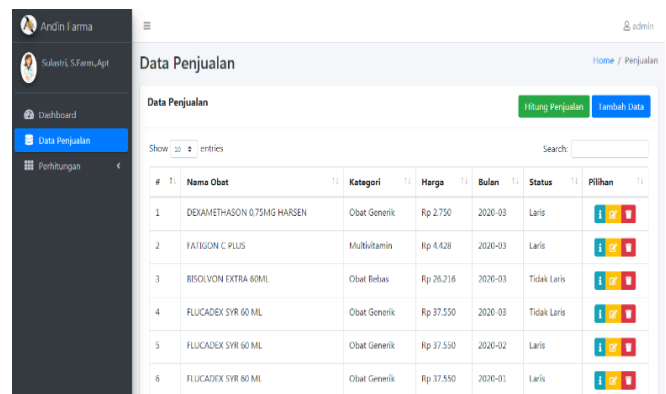 Andin Farma
admin
Sulastri, S.Farm.,Apt
Data Penjualan
Home / Penjualan
Dashboard
Data Penjualan
Perhitungan
Data Penjualan
Hitung Penjualan
Tambah Data
Show 10 entries
Search:
# Nama Obat Kategori Harga Bulan Status Pilihan
1 DEXAMETHASON 0,75MG HARSEN Obat Generik Rp 2.750 2020-03 Laris
2 FATIGON C PLUS Multivitamin Rp 4.428 2020-03 Laris
3 BISOLVON EXTRA 60ML Obat Bebas Rp 26.216 2020-03 Tidak Laris
4 FLUCADEX SYR 60 ML Obat Generik Rp 37.550 2020-03 Tidak Laris
5 FLUCADEX SYR 60 ML Obat Generik Rp 37.550 2020-02 Laris
6 FLUCADEX SYR 60 ML Obat Generik Rp 37.550 2020-01 Laris